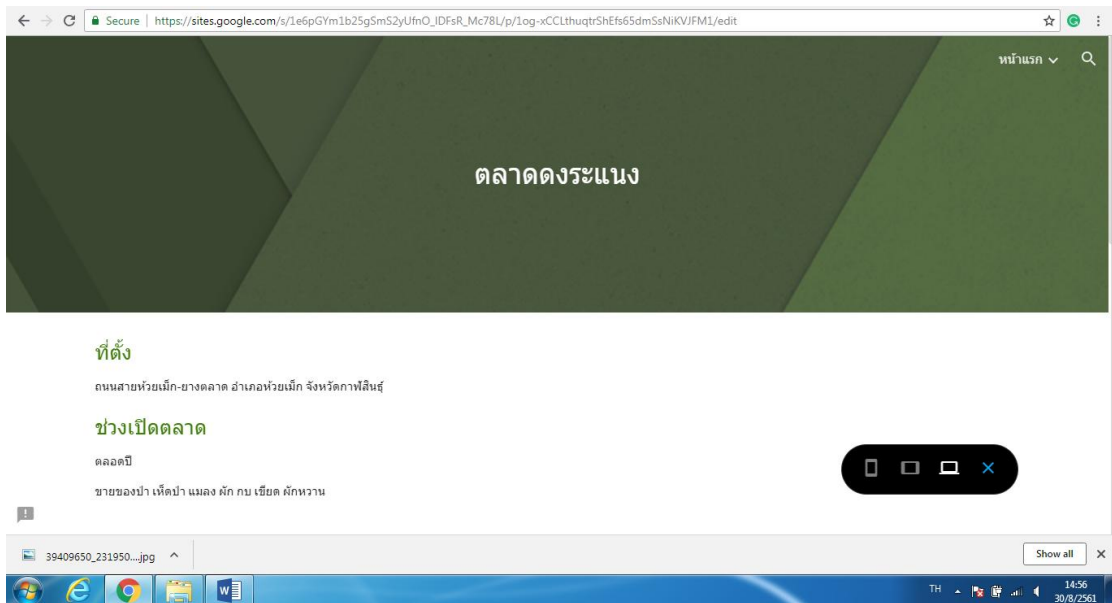 Secure | https://sites.google.com/s/1e6pGYm1b25gSmS2yUfnO_IDFsR_Mc78L/p/1og-xCCLthuqtrShEfs65dmSsNiKVJFM1/edit
หน้าแรก
ตลาดดงระแนง
ที่ตั้ง
ถนนสายห้วยเม็ก-ยางตลาด อำเภอห้วยเม็ก จังหวัดกาฬสินธุ์
ช่วงเปิดตลาด
ตลอดปี
ขายของป่า เห็ดป่า แมลง ผัก กบ เขียด ผักหวาน
39409650_231950....jpg
Show all
TH
14:56
30/8/2561